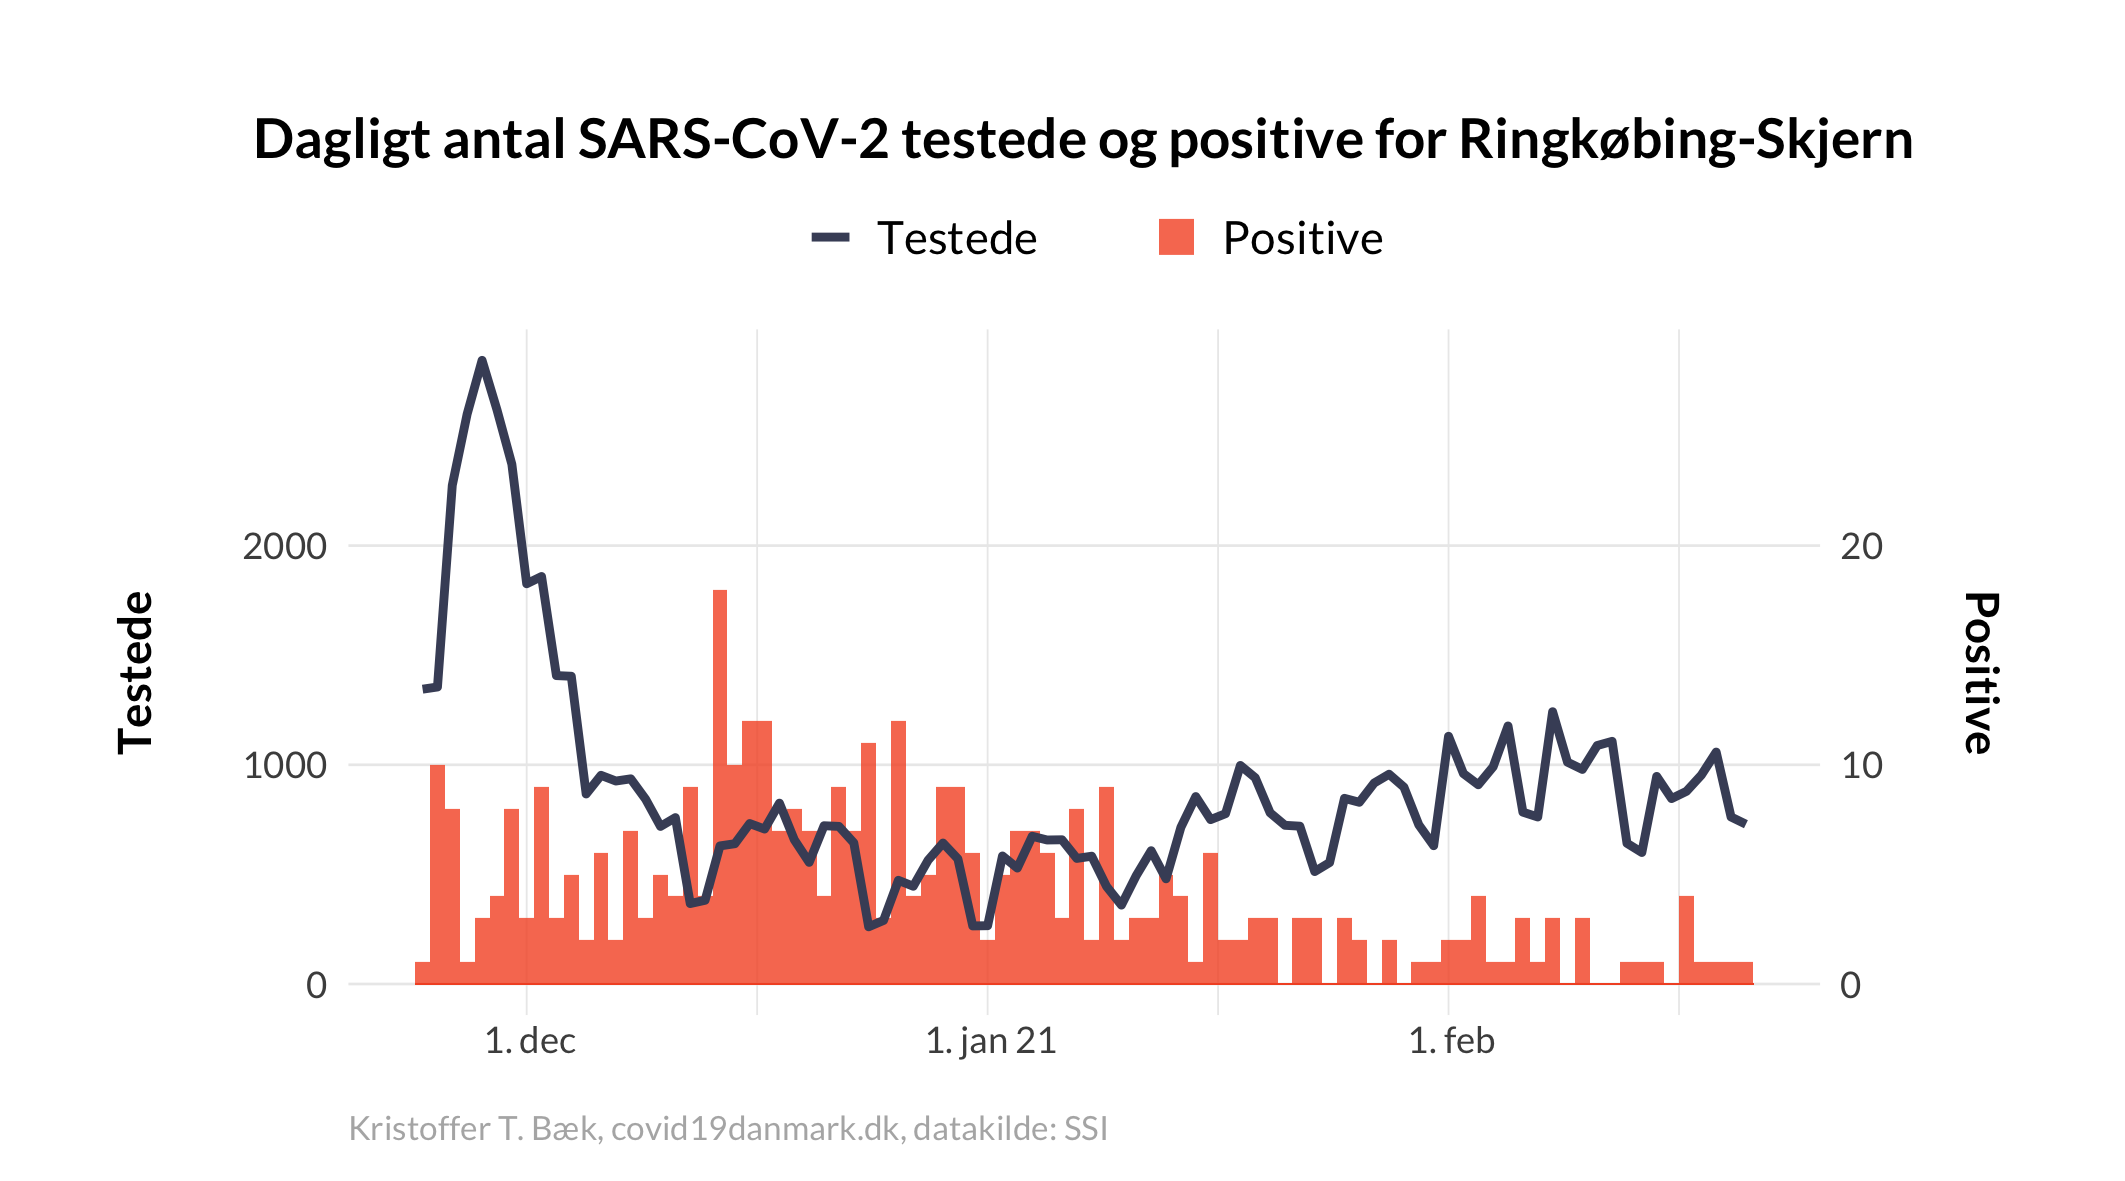 Dagligt antal SARS-CoV-2 testede og positive for Ringkøbing-Skjern
Testede
Positive
Testede
2000
1000
0
20
10
0
Positive
1. dec
1. jan 21
1. feb
Kristoffer T. Bæk, covid19danmark.dk, datakilde: SSI